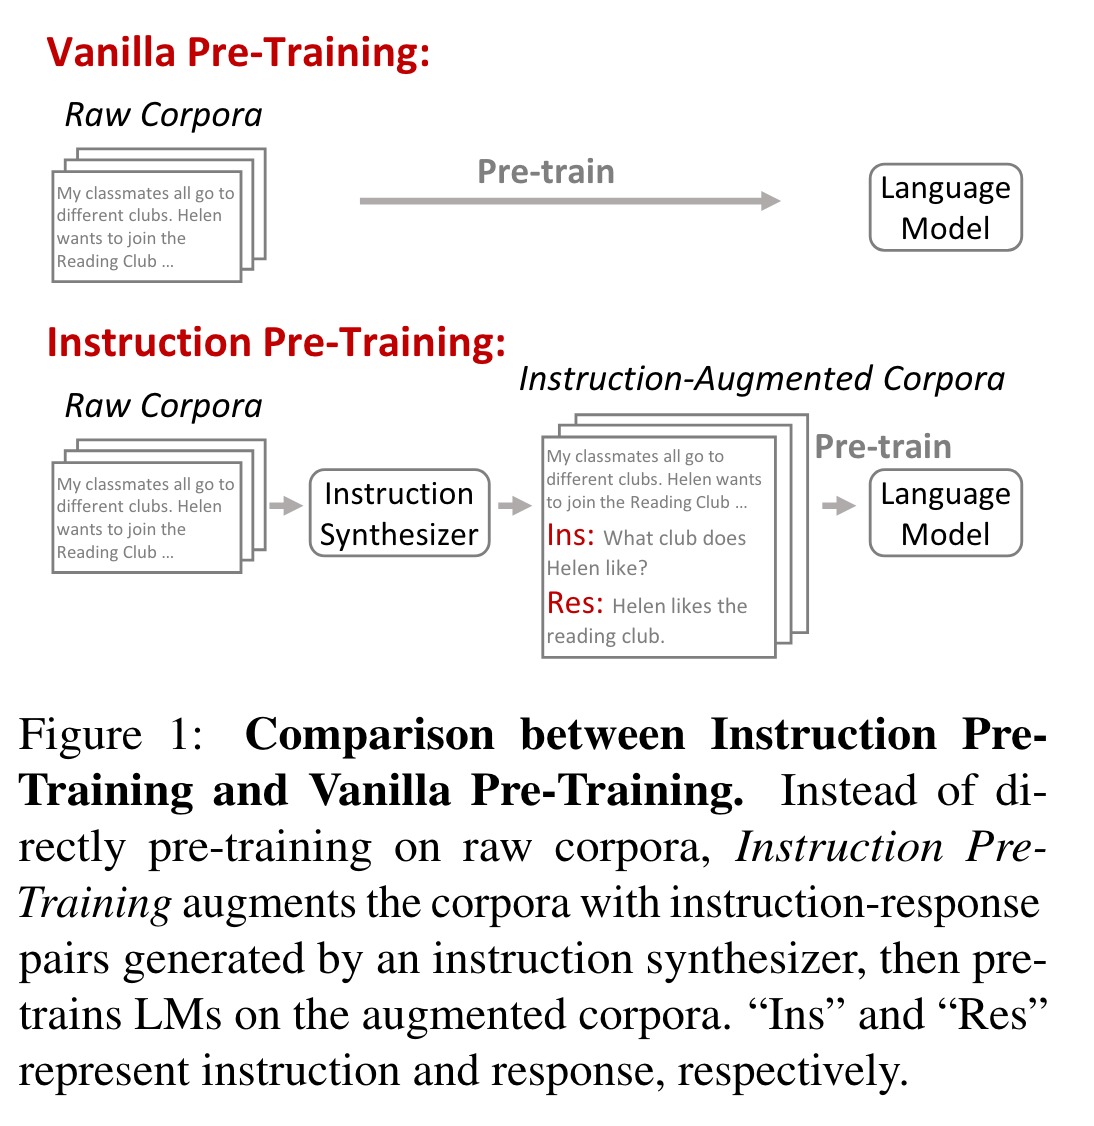 Vanilla Pre-Training:
Raw Corpora
My classmates all go to
different clubs. Helen
wants to join the
Reading Club ...
Pre-train
Language
Model
Instruction Pre-Training:
Raw Corpora
My classmates all go to
different clubs. Helen
wants to join the
Reading Club ...
Instruction
Synthesizer
Instruction-Augmented Corpora
My classmates all go to
different clubs. Helen wants
to join the Reading Club ...
Ins: What club does
Helen like?
Res: Helen likes the
reading club.
Pre-train
Language
Model
Figure 1: Comparison between Instruction Pre-
Training and Vanilla Pre-Training. Instead of di-
rectly pre-training on raw corpora, Instruction Pre-
Training augments the corpora with instruction-response
pairs generated by an instruction synthesizer, then pre-
trains LMs on the augmented corpora. “Ins” and “Res”
represent instruction and response, respectively.